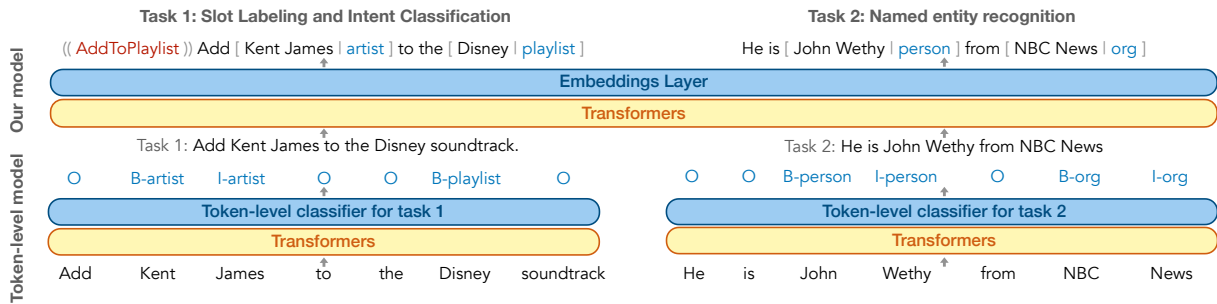 Task 1: Slot Labeling and Intent Classification
Task 2: Named entity recognition
Our model
(( AddToPlaylist )) Add [ Kent James | artist ] to the [ Disney | playlist ]
He is [ John Wethy | person ] from [ NBC News | org ]
Embeddings Layer
Transformers
Task 1: Add Kent James to the Disney soundtrack.
Task 2: He is John Wethy from NBC News
Token-level model
O B-artist I-artist O O B-playlist O
O O B-person I-person O B-org I-org
Token-level classifier for task 1
Token-level classifier for task 2
Transformers
Transformers
Add Kent James to the Disney soundtrack
He is John Wethy from NBC News